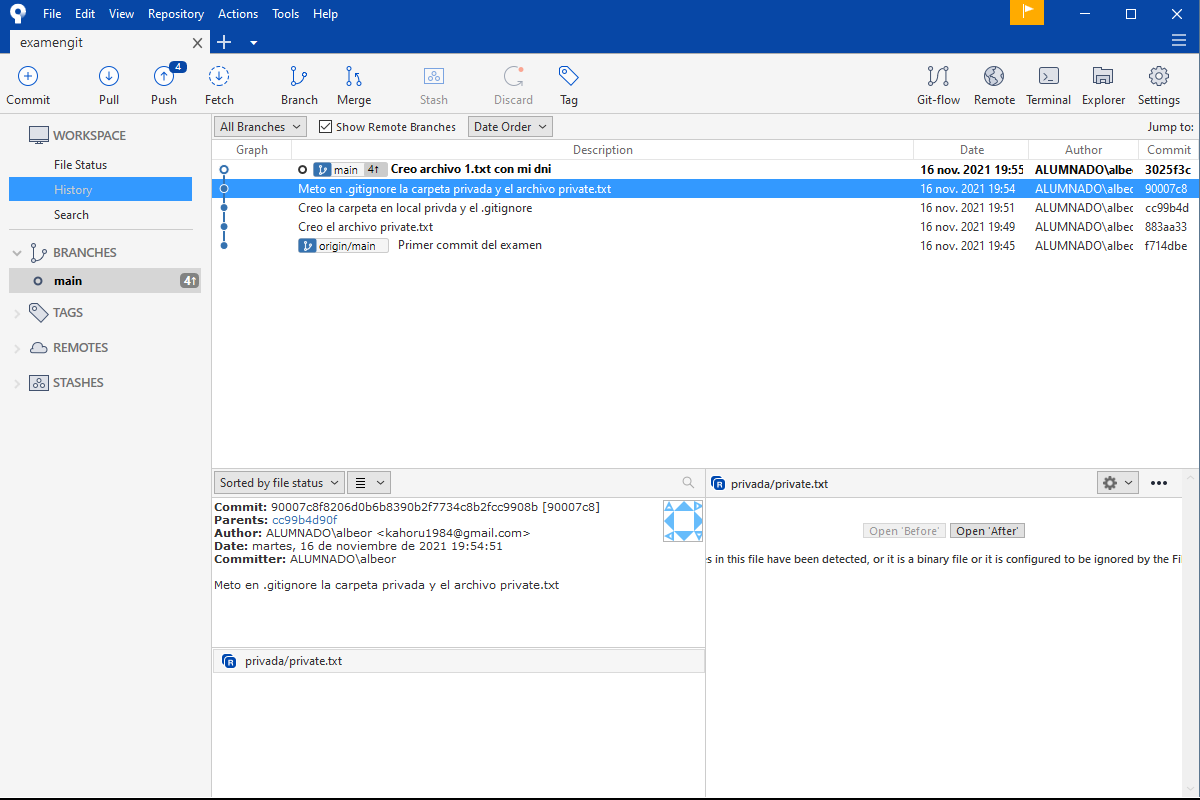 File Edit View Repository Actions Tools Help
examengit
4
Commit Pull Push Fetch Branch Merge Stash Discard Tag Git-flow Remote Terminal Explorer Settings
WORKSPACE
File Status
History
Search
BRANCHES
main 4↑
TAGS
REMOTES
STASHES
All Branches Show Remote Branches Date Order Jump to:
Graph Description Date Author Commit
main 4↑ Creo archivo 1.txt con mi dni 16 nov. 2021 19:55 ALUMNADO\albec 3025f3c
Meto en .gitignore la carpeta privada y el archivo private.txt 16 nov. 2021 19:54 ALUMNADO\albec 90007c8
Creo la carpeta en local privda y el .gitignore 16 nov. 2021 19:51 ALUMNADO\albec cc99b4d
Creo el archivo private.txt 16 nov. 2021 19:49 ALUMNADO\albec 883aa33
origin/main Primer commit del examen 16 nov. 2021 19:45 ALUMNADO\albec f714dbe
Sorted by file status
Commit: 90007c8f8206d0b6b8390b2f7734c8b2fcc9908b [90007c8]
Parents: cc99b4d90f
Author: ALUMNADO\albeor <kahoru1984@gmail.com>
Date: martes, 16 de noviembre de 2021 19:54:51
Committer: ALUMNADO\albeor
Meto en .gitignore la carpeta privada y el archivo private.txt
R privada/private.txt
R privada/private.txt
Open 'Before' Open 'After'
es in this file have been detected, or it is a binary file or it is configured to be ignored by the Fi